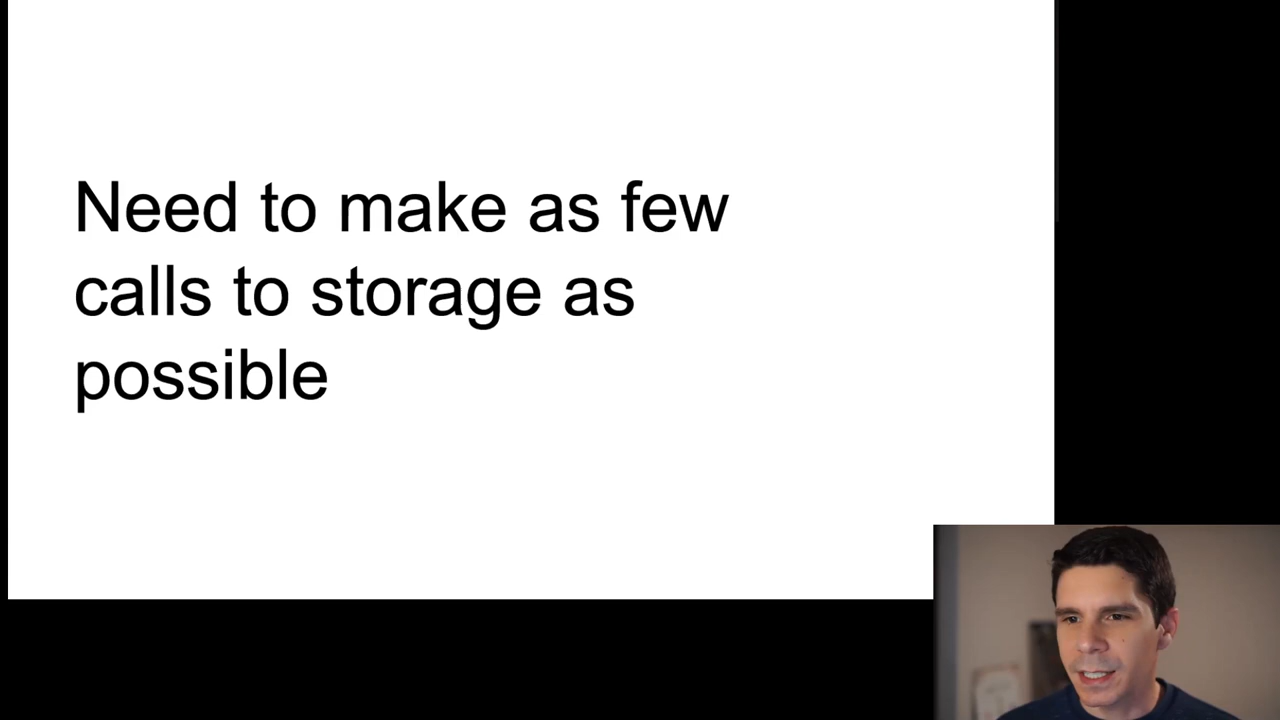 Need to make as few
calls to storage as
possible